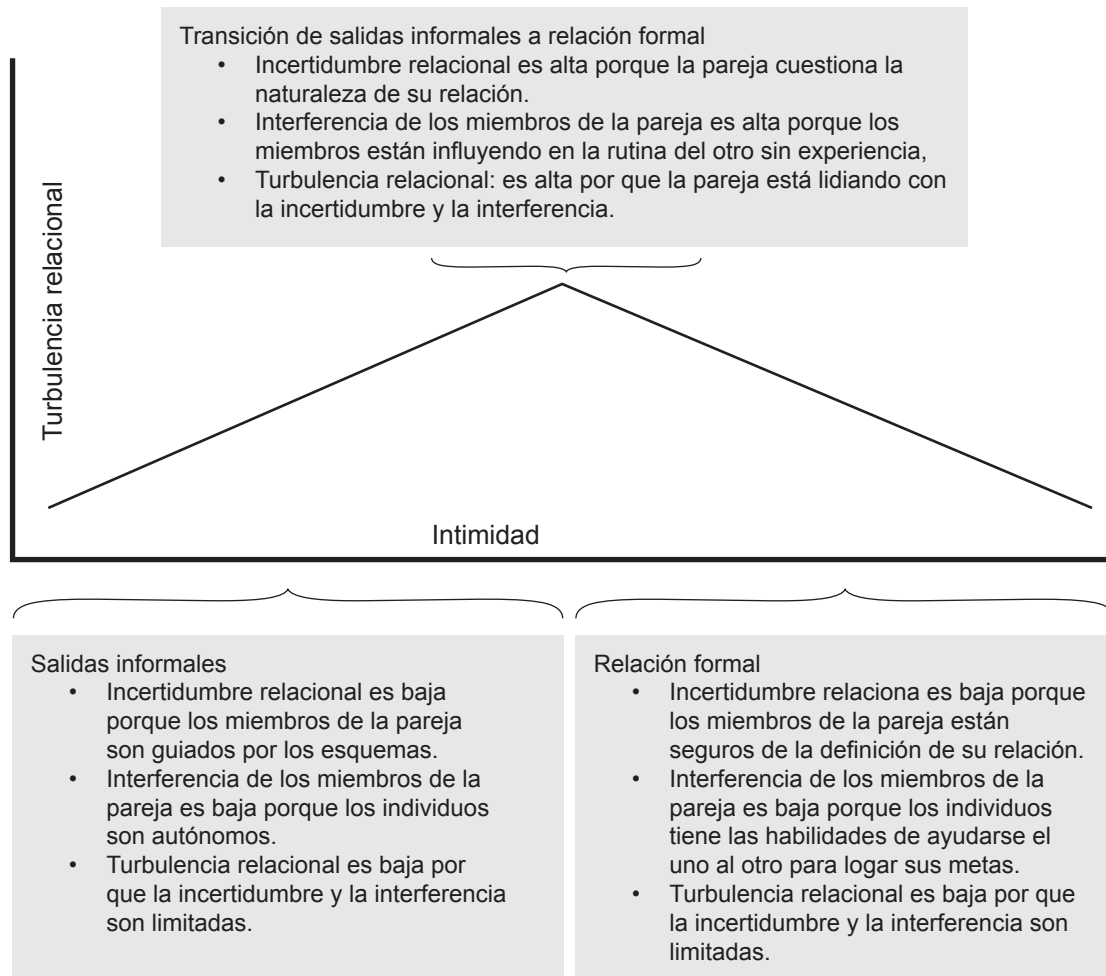 Transición de salidas informales a relación formal
• Incertidumbre relacional es alta porque la pareja cuestiona la
naturaleza de su relación.
• Interferencia de los miembros de la pareja es alta porque los
miembros están influyendo en la rutina del otro sin experiencia,
• Turbulencia relacional: es alta por que la pareja está lidiando con
la incertidumbre y la interferencia.
Turbulencia relacional
Intimidad
Salidas informales
• Incertidumbre relacional es baja
porque los miembros de la pareja
son guiados por los esquemas.
• Interferencia de los miembros de la
pareja es baja porque los individuos
son autónomos.
• Turbulencia relacional es baja por
que la incertidumbre y la interferencia
son limitadas.
Relación formal
• Incertidumbre relaciona es baja porque
los miembros de la pareja están
seguros de la definición de su relación.
• Interferencia de los miembros de la
pareja es baja porque los individuos
tiene las habilidades de ayudarse el
uno al otro para logar sus metas.
• Turbulencia relacional es baja por que
la incertidumbre y la interferencia son
limitadas.